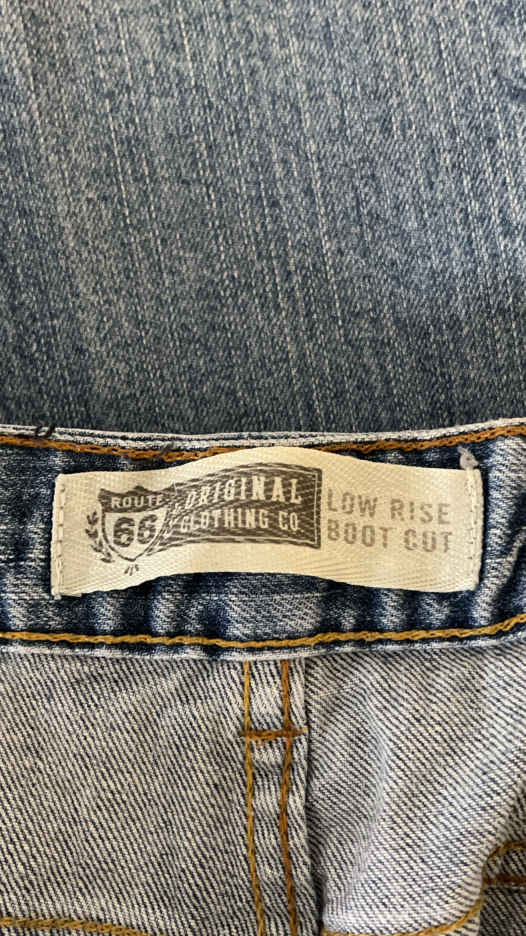 ROUTE
66
ORIGINAL
CLOTHING CO
LOW RISE
BOOT CUT